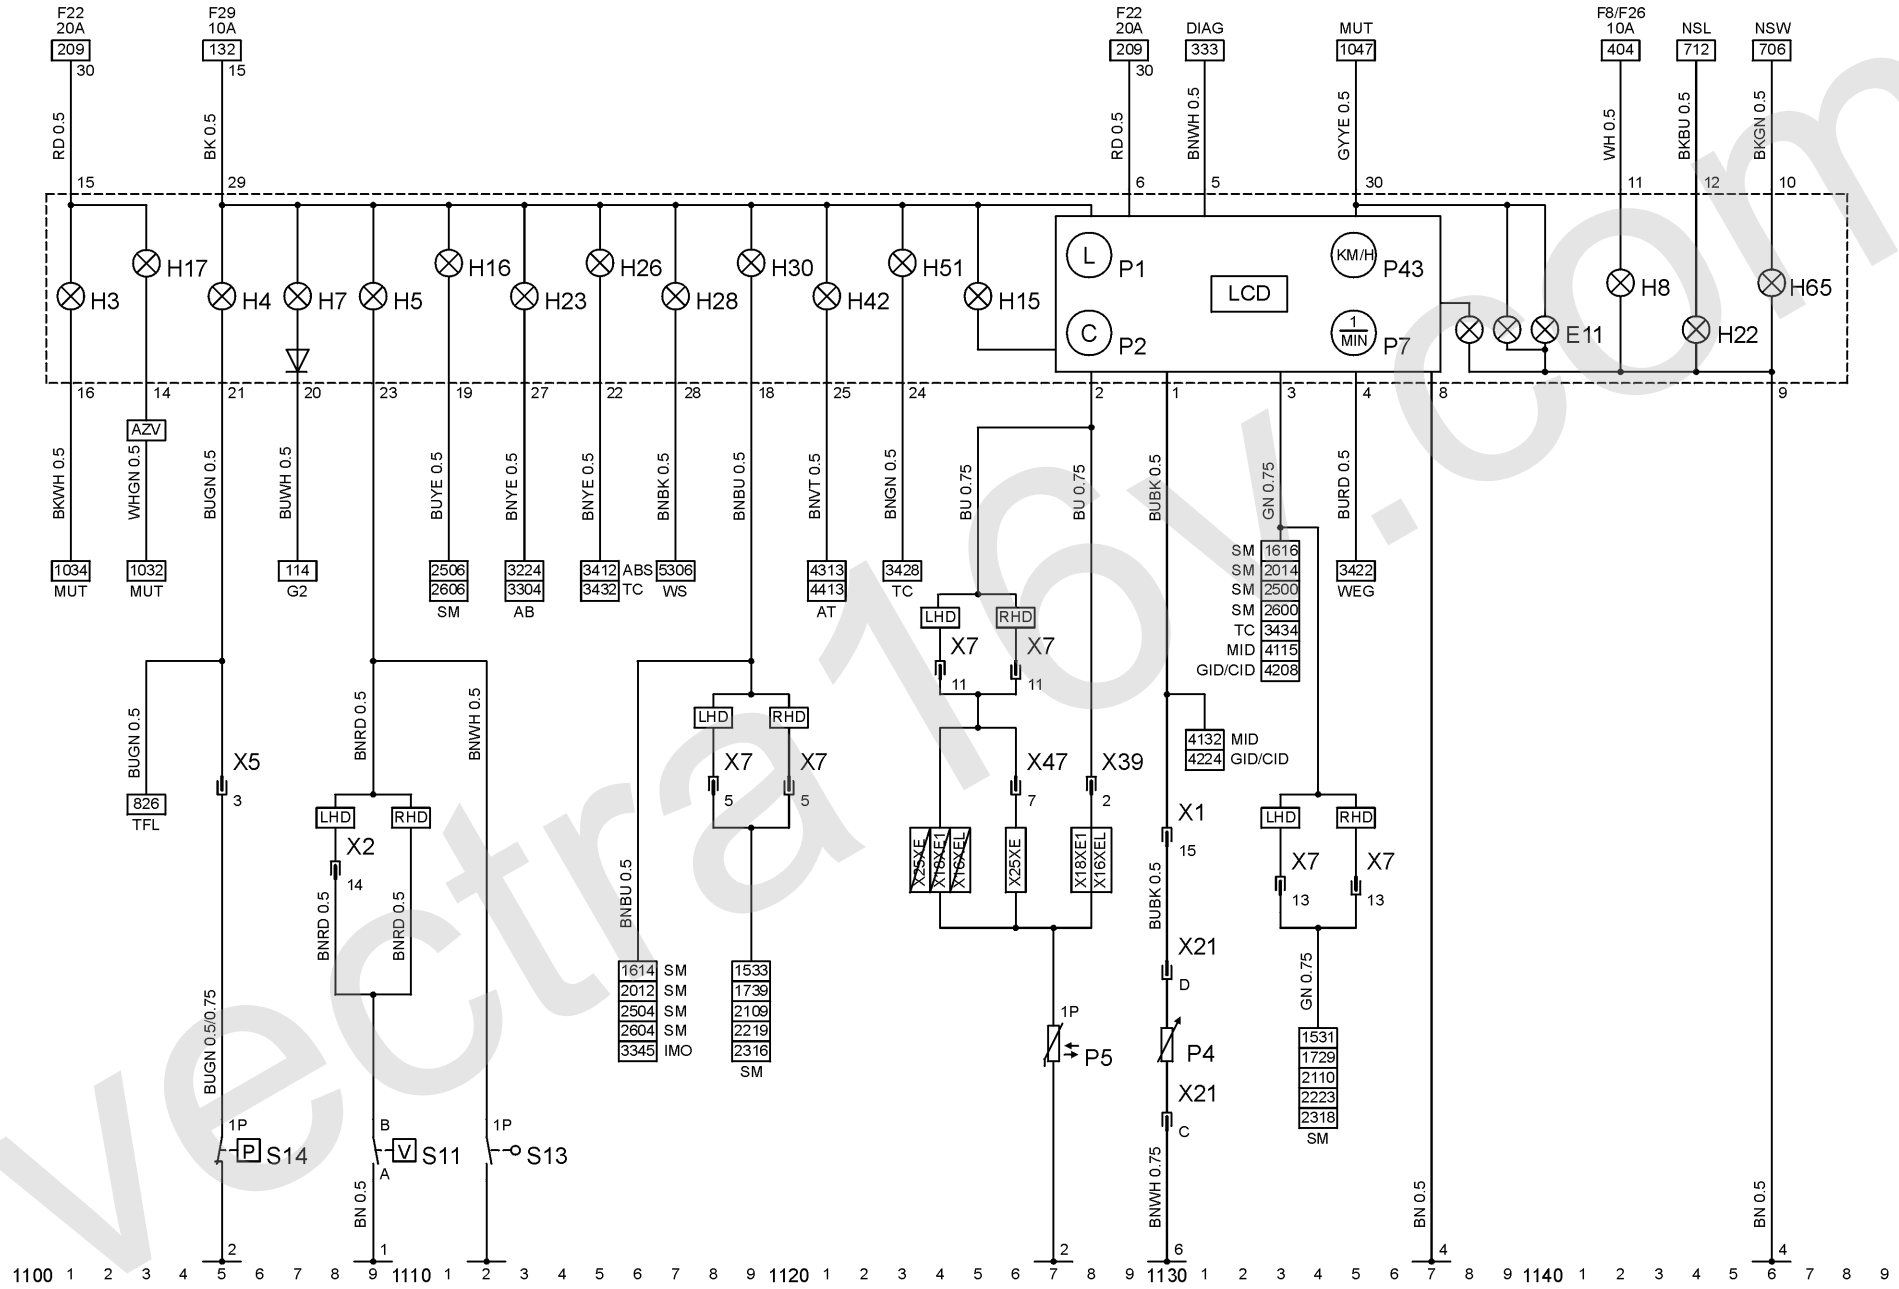 F22 F29 F22 F8/F26
20A 10A 20A DIAG MUT 10A NSL NSW
209 132 209 333 1047 404 712 706
30 15 30
RD 0.5 BK 0.5 RD 0.5 BNWH 0.5 GYYE 0.5 WH 0.5 BKBU 0.5 BKGN 0.5
15 29 6 5 30 11 12 10
H17 H16 H26 H30 H51 L P1 KM/H P43
H3 H4 H7 H5 H23 H28 H42 H15 LCD H8 H65
C P2 1 MIN P7 E11 H22
16 14 21 20 23 19 27 22 28 18 25 24 2 1 3 4 8 9
AZV
BKWH 0.5 WHGN 0.5 BUGN 0.5 BUWH 0.5 BUYE 0.5 BNYE 0.5 BNYE 0.5 BNBK 0.5 BNBU 0.5 BNVT 0.5 BNGN 0.5 BU 0.75 BU 0.75 BUBK 0.5 GN 0.75 BURD 0.5
1034 1032 114 2506 3224 3412 ABS 5306 4313 3428 3422
MUT MUT G2 2606 3304 3432 TC WS 4413 TC WEG
SM AB AT
SM 1616
SM 2014
SM 2500
SM 2600
TC 3434
MID 4115
GID/CID 4208
LHD RHD
X7 X7
11 11
BUGN 0.5 BNRD 0.5 BNWH 0.5
LHD RHD
4132 MID
4224 GID/CID
X5 X7 X7 X47 X39
3 5 5 7 2
826
TFL
LHD RHD
X2
14
BNRD 0.5 BNRD 0.5
X25XE X18XE1 X16XEL X25XE X18XE1 X16XEL
X1
15
LHD RHD
X7 X7
13 13
BNBU 0.5 BUBK 0.5
X21
D
GN 0.75
1614 SM 1533
2012 SM 1739
2504 SM 2109
2604 SM 2219
3345 IMO 2316
SM
BUGN 0.5/0.75
1P
P5 P4
X21
C
1531
1729
2110
2223
2318
SM
1P B 1P
P S14 V S11 S13
A
BN 0.5 BNWH 0.75 BN 0.5 BN 0.5
2 1 2 6 4 4
1100 1 2 3 4 5 6 7 8 9 1110 1 2 3 4 5 6 7 8 9 1120 1 2 3 4 5 6 7 8 9 1130 1 2 3 4 5 6 7 8 9 1140 1 2 3 4 5 6 7 8 9
vectra16v.com